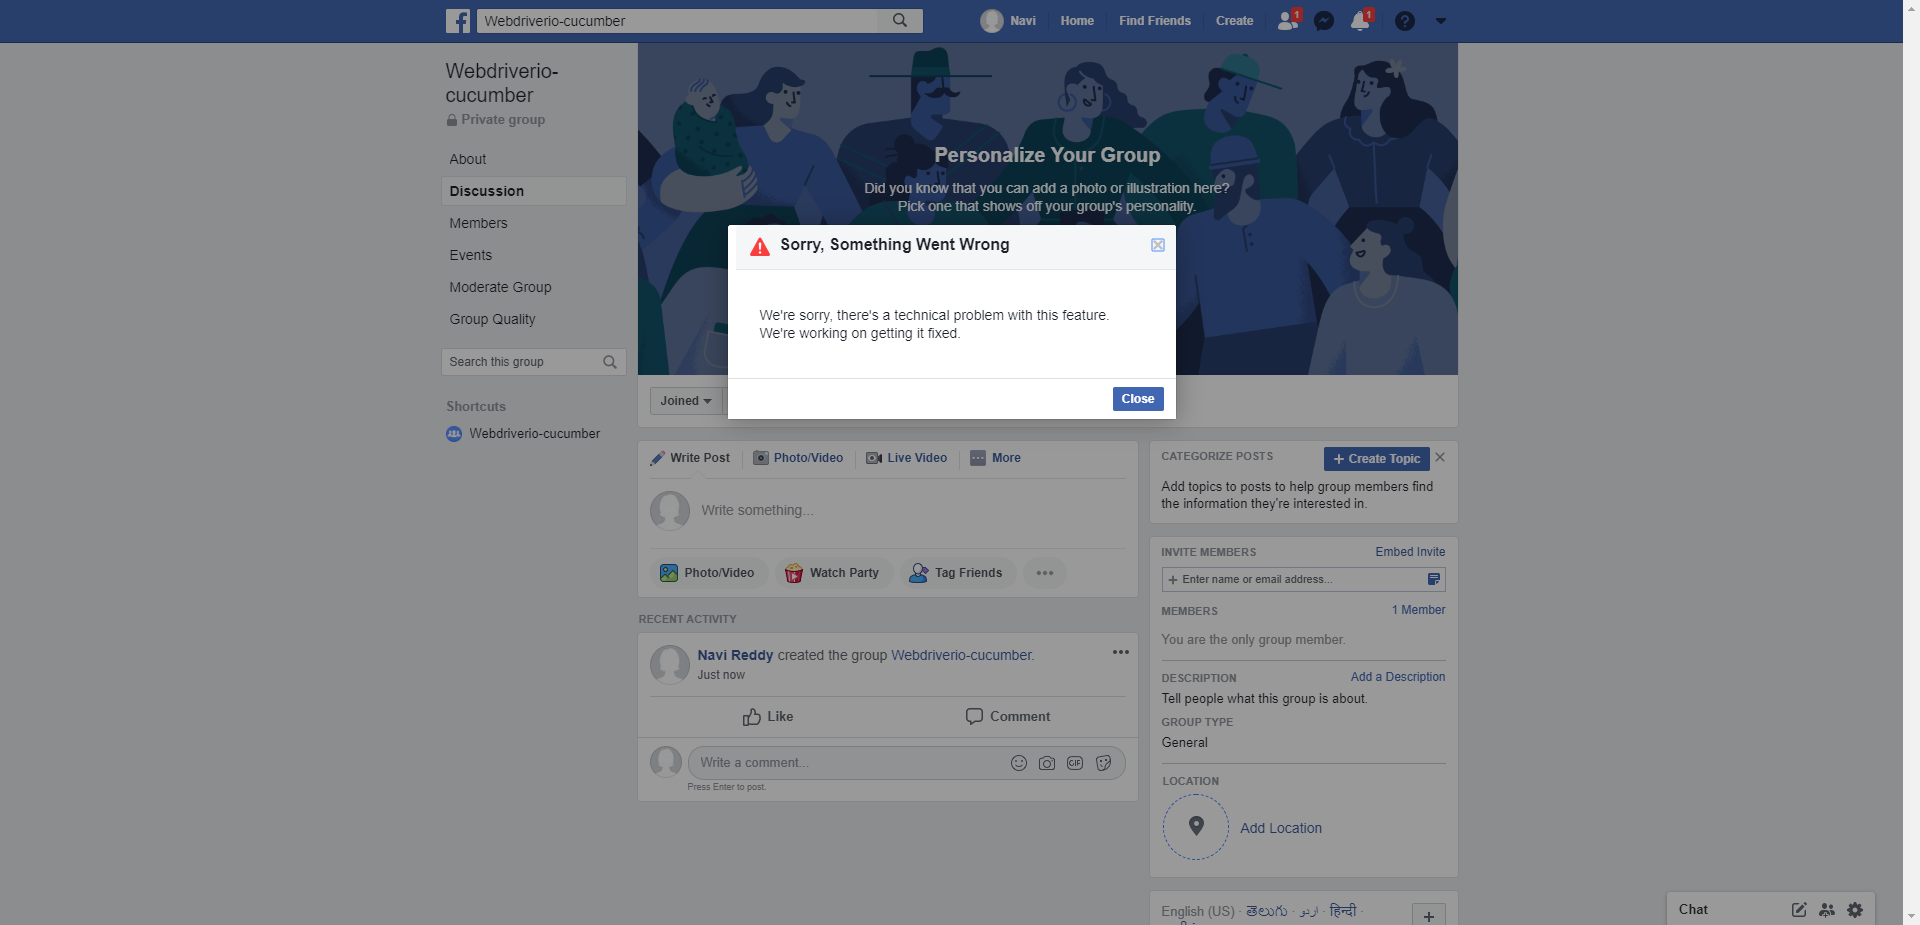 Webdriverio-cucumber
Navi
Home
Find Friends
Create
1
1
Webdriverio-
cucumber
Private group
About
Discussion
Members
Events
Moderate Group
Group Quality
Search this group
Shortcuts
Webdriverio-cucumber
Personalize Your Group
Did you know that you can add a photo or illustration here?
Pick one that shows off your group's personality.
Sorry, Something Went Wrong
We're sorry, there's a technical problem with this feature.
We're working on getting it fixed.
Close
Joined
Write Post
Photo/Video
Live Video
More
Write something...
Photo/Video
Watch Party
Tag Friends
RECENT ACTIVITY
Navi Reddy created the group Webdriverio-cucumber.
Just now
Like
Comment
Write a comment...
GIF
Press Enter to post.
CATEGORIZE POSTS
+ Create Topic
Add topics to posts to help group members find
the information they're interested in.
INVITE MEMBERS
Embed Invite
+ Enter name or email address...
MEMBERS
1 Member
You are the only group member.
DESCRIPTION
Add a Description
Tell people what this group is about.
GROUP TYPE
General
LOCATION
Add Location
English (US) · తెలుగు · اردو · हिन्दी ·
Chat